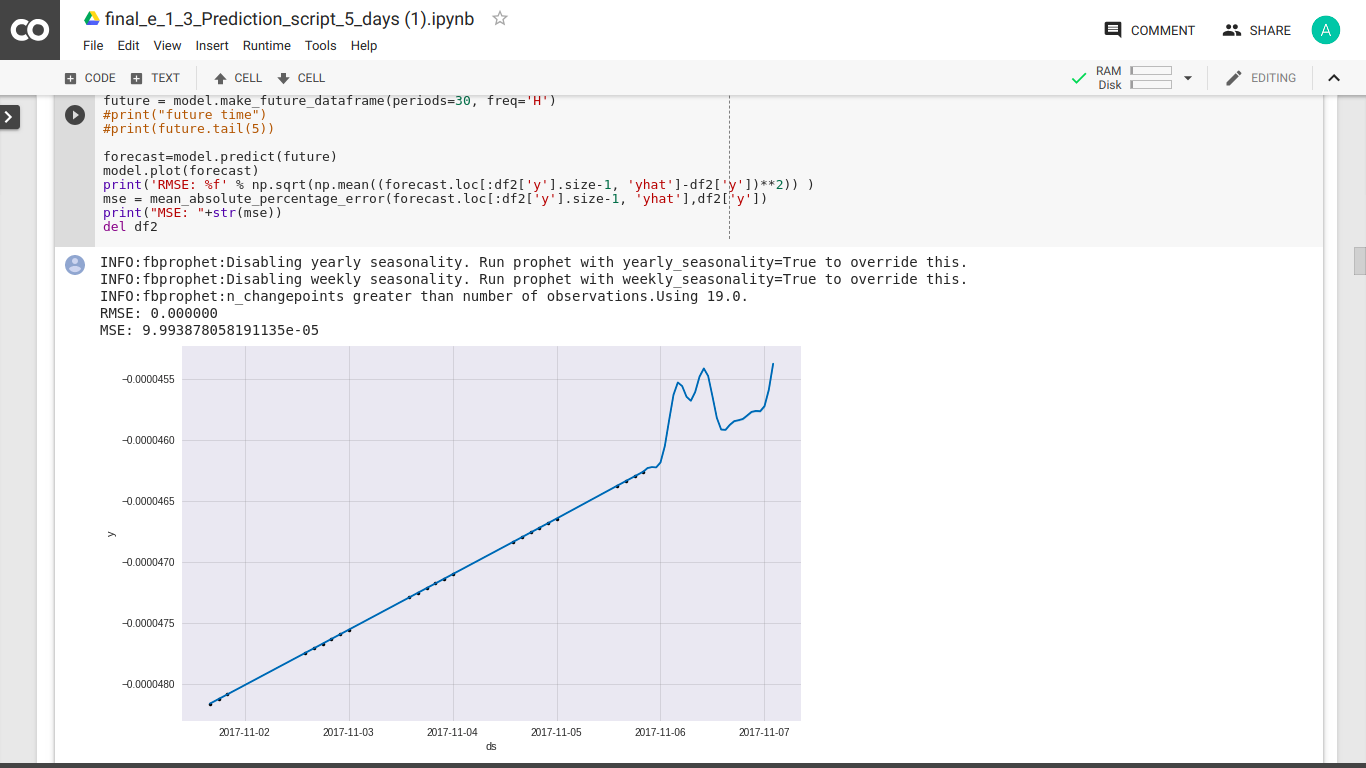 CO
final_e_1_3_Prediction_script_5_days (1).ipynb
COMMENT
SHARE
A
File Edit View Insert Runtime Tools Help
CODE TEXT CELL CELL
RAM
Disk
EDITING
future = model.make_future_dataframe(periods=30, freq='H')
#print("future time")
#print(future.tail(5))
forecast=model.predict(future)
model.plot(forecast)
print('RMSE: %f' % np.sqrt(np.mean((forecast.loc[:df2['y'].size-1, 'yhat']-df2['y'])**2)) )
mse = mean_absolute_percentage_error(forecast.loc[:df2['y'].size-1, 'yhat'],df2['y'])
print("MSE: "+str(mse))
del df2
INFO:fbprophet:Disabling yearly seasonality. Run prophet with yearly_seasonality=True to override this.
INFO:fbprophet:Disabling weekly seasonality. Run prophet with weekly_seasonality=True to override this.
INFO:fbprophet:n_changepoints greater than number of observations.Using 19.0.
RMSE: 0.000000
MSE: 9.993878058191135e-05
−0.0000455
−0.0000460
−0.0000465
−0.0000470
−0.0000475
−0.0000480
y
2017-11-02 2017-11-03 2017-11-04 2017-11-05 2017-11-06 2017-11-07
ds